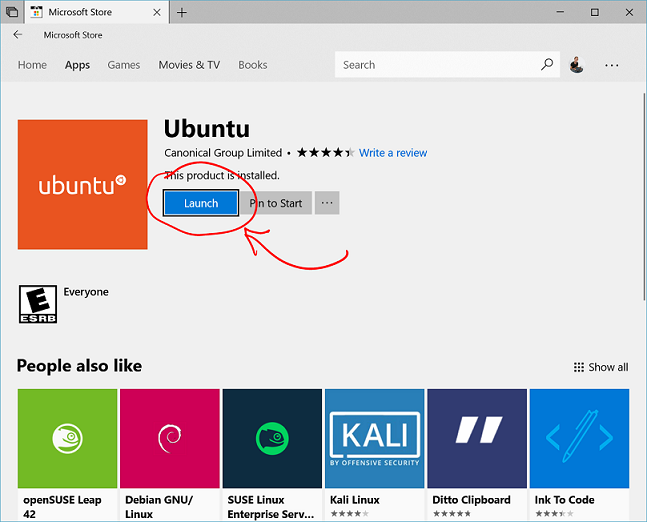 Microsoft Store
Microsoft Store
Home Apps Games Movies & TV Books Search
Ubuntu
Canonical Group Limited • Write a review
This product is installed.
ubuntu
Launch Pin to Start ...
E
ESRB
Everyone
People also like Show all
KALI
BY OFFENSIVE SECURITY
openSUSE Leap 42
Debian GNU/ Linux
SUSE Linux Enterprise Serv...
Kali Linux
Ditto Clipboard
Ink To Code